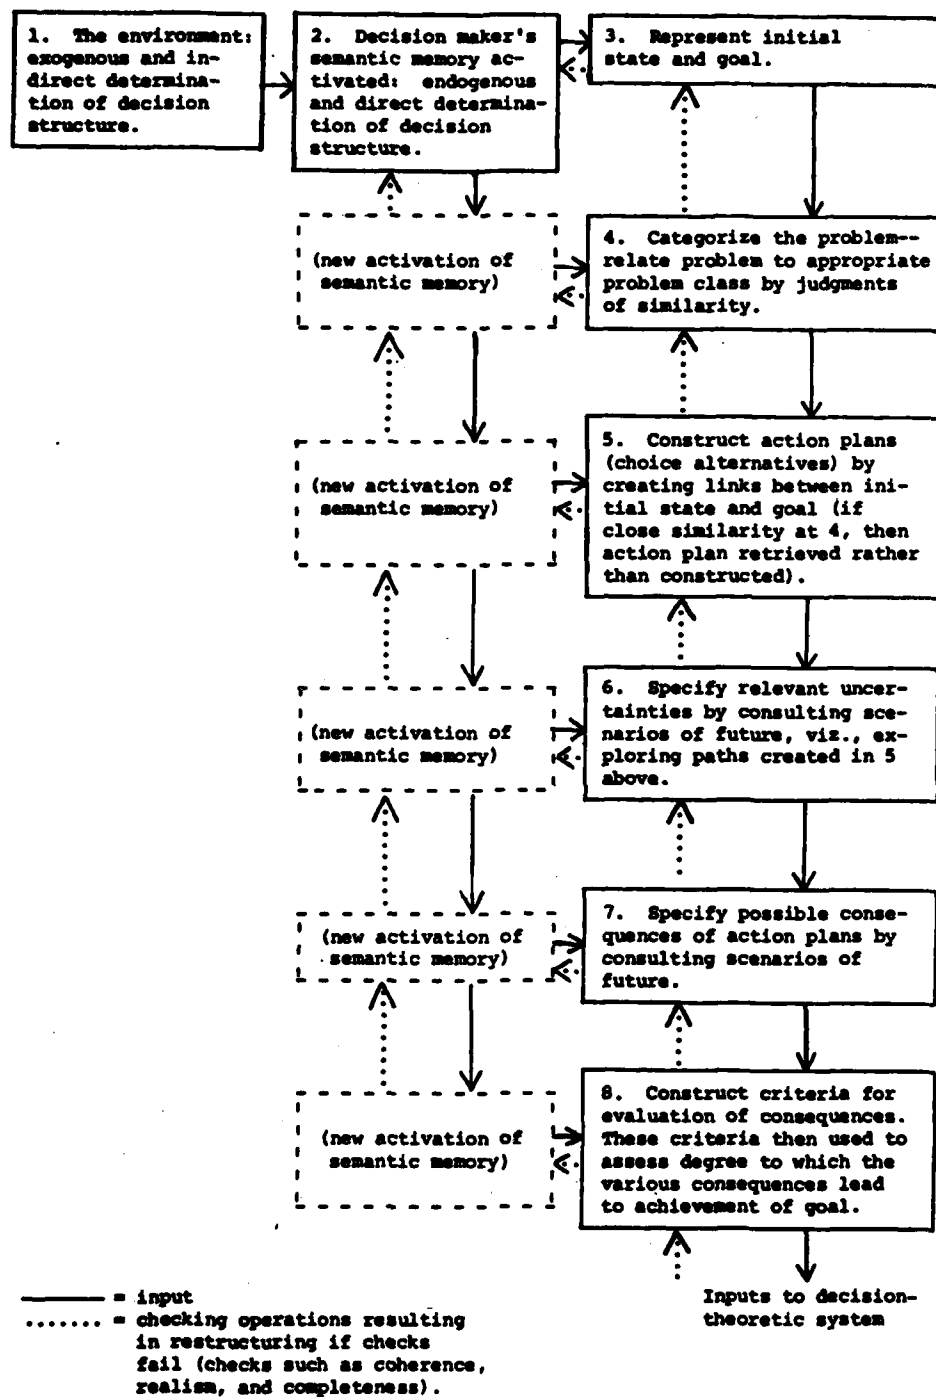 1. The environment:
exogenous and in-
direct determina-
tion of decision
structure.
2. Decision maker's
semantic memory ac-
tivated: endogenous
and direct determina-
tion of decision
structure.
3. Represent initial
state and goal.
(new activation of
semantic memory)
4. Categorize the problem--
relate problem to appropriate
problem class by judgments
of similarity.
(new activation of
semantic memory)
5. Construct action plans
(choice alternatives) by
creating links between ini-
tial state and goal (if
close similarity at 4, then
action plan retrieved rather
than constructed).
(new activation of
semantic memory)
6. Specify relevant uncer-
tainties by consulting sce-
narios of future, viz., ex-
ploring paths created in 5
above.
(new activation of
semantic memory)
7. Specify possible conse-
quences of action plans by
consulting scenarios of
future.
(new activation of
semantic memory)
8. Construct criteria for
evaluation of consequences.
These criteria then used to
assess degree to which the
various consequences lead
to achievement of goal.
= input
= checking operations resulting
in restructuring if checks
fail (checks such as coherence,
realism, and completeness).
Inputs to decision-
theoretic system